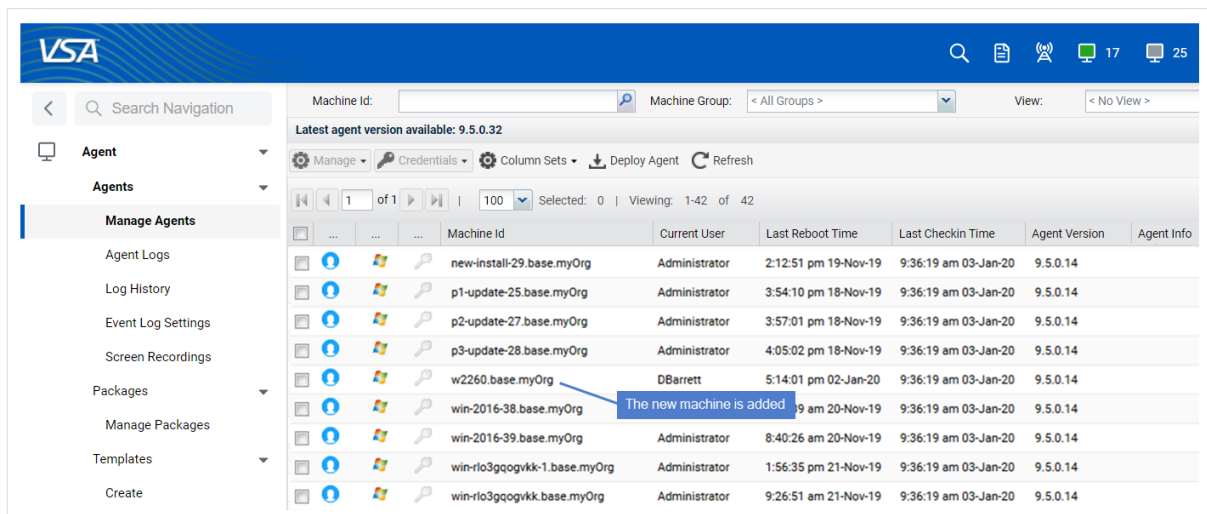 VSA
17
25
Search Navigation
Machine Id:
Machine Group:
< All Groups >
View:
< No View >
Latest agent version available: 9.5.0.32
Agent
Manage
Credentials
Column Sets
Deploy Agent
Refresh
Agents
1 of 1 | 100 Selected: 0 | Viewing: 1-42 of 42
Manage Agents
... ... ... Machine Id Current User Last Reboot Time Last Checkin Time Agent Version Agent Info
Agent Logs
new-install-29.base.myOrg Administrator 2:12:51 pm 19-Nov-19 9:36:19 am 03-Jan-20 9.5.0.14
Log History
p1-update-25.base.myOrg Administrator 3:54:10 pm 18-Nov-19 9:36:19 am 03-Jan-20 9.5.0.14
Event Log Settings
p2-update-27.base.myOrg Administrator 3:57:01 pm 18-Nov-19 9:36:19 am 03-Jan-20 9.5.0.14
Screen Recordings
p3-update-28.base.myOrg Administrator 4:05:02 pm 18-Nov-19 9:36:19 am 03-Jan-20 9.5.0.14
Packages
w2260.base.myOrg DBarrett 5:14:01 pm 02-Jan-20 9:36:19 am 03-Jan-20 9.5.0.14
The new machine is added
Manage Packages
win-2016-38.base.myOrg am 20-Nov-19 9:36:19 am 03-Jan-20 9.5.0.14
win-2016-39.base.myOrg Administrator 8:40:26 am 20-Nov-19 9:36:19 am 03-Jan-20 9.5.0.14
Templates
win-rlo3gqogvkk-1.base.myOrg Administrator 1:56:35 pm 21-Nov-19 9:36:19 am 03-Jan-20 9.5.0.14
Create
win-rlo3gqogvkk.base.myOrg Administrator 9:26:51 am 21-Nov-19 9:36:19 am 03-Jan-20 9.5.0.14